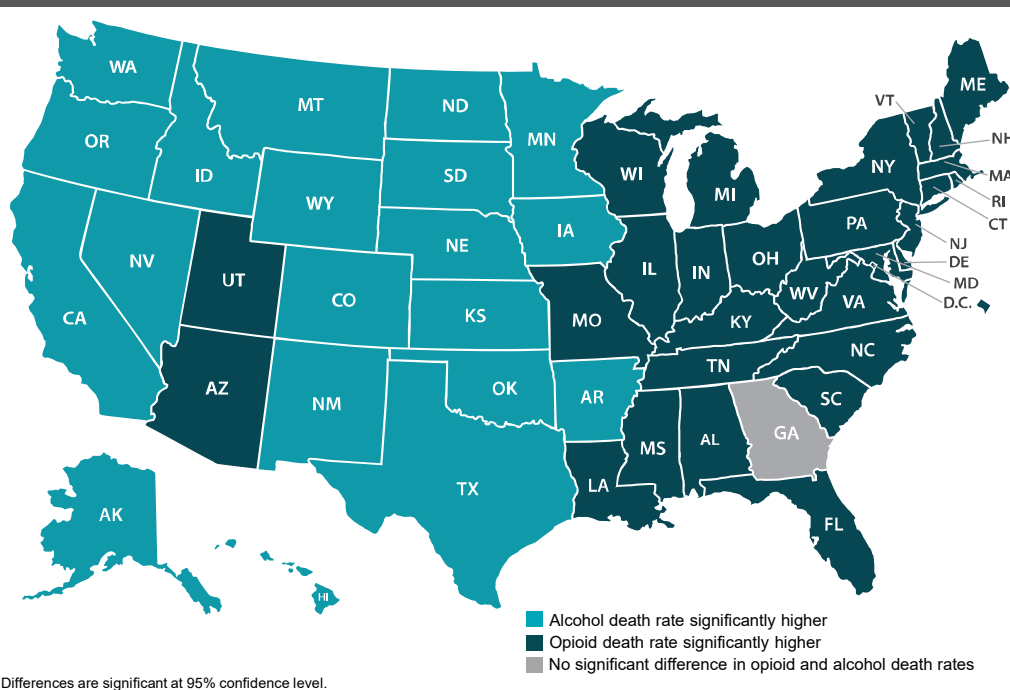 WA
MT
ND
MN
OR
ID
SD
WY
WI
MI
NY
VT
ME
NH
MA
RI
CT
NJ
DE
MD
D.C.
NE
IA
PA
NV
UT
CO
IL
IN
OH
WV
VA
CA
KS
MO
KY
AZ
NM
OK
AR
TN
NC
SC
TX
LA
MS
AL
GA
FL
AK
HI
Alcohol death rate significantly higher
Opioid death rate significantly higher
No significant difference in opioid and alcohol death rates
Differences are significant at 95% confidence level.